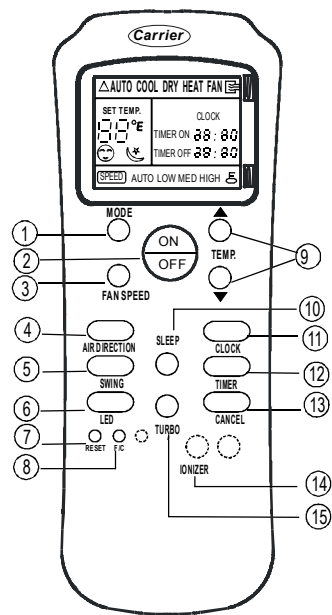 Carrier
AUTO COOL DRY HEAT FAN
SET TEMP.
CLOCK
88°F
TIMER ON 88:80
TIMER OFF 88:80
SPEED AUTO LOW MED HIGH
MODE
1
ON
2
OFF
TEMP.
9
3
FAN SPEED
10
4
SLEEP
11
AIR DIRECTION
CLOCK
5
12
SWING
TIMER
6
13
LED
TURBO
CANCEL
7
RESET
F/C
8
IONIZER
14
15